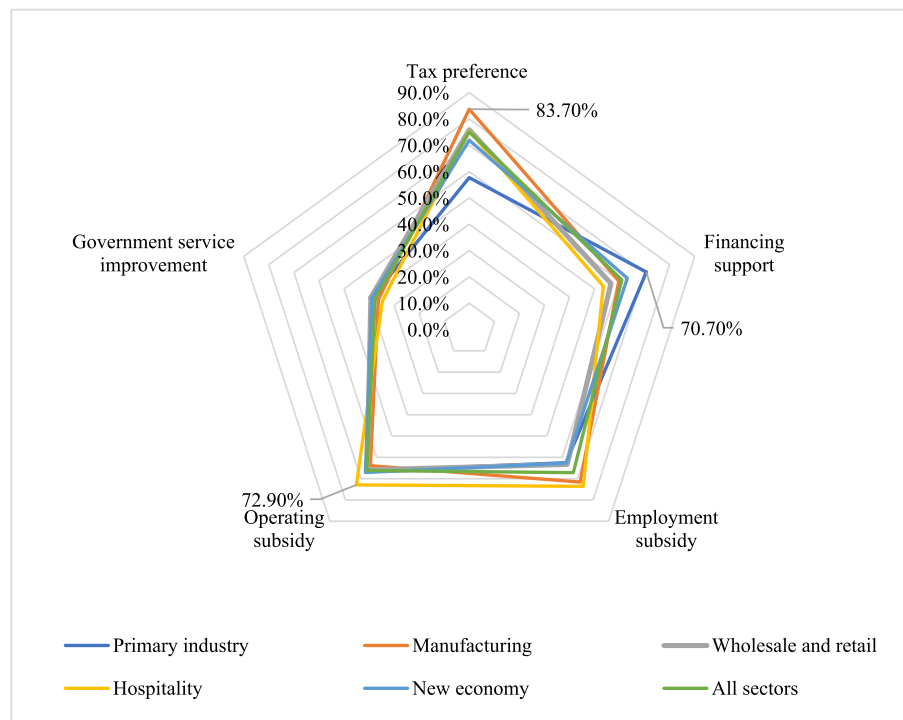 Tax preference
90.0%
80.0%
70.0%
60.0%
50.0%
40.0%
30.0%
20.0%
10.0%
0.0%
83.70%
Financing
support
70.70%
Employment
subsidy
72.90%
Operating
subsidy
Government service
improvement
Primary industry
Manufacturing
Wholesale and retail
Hospitality
New economy
All sectors